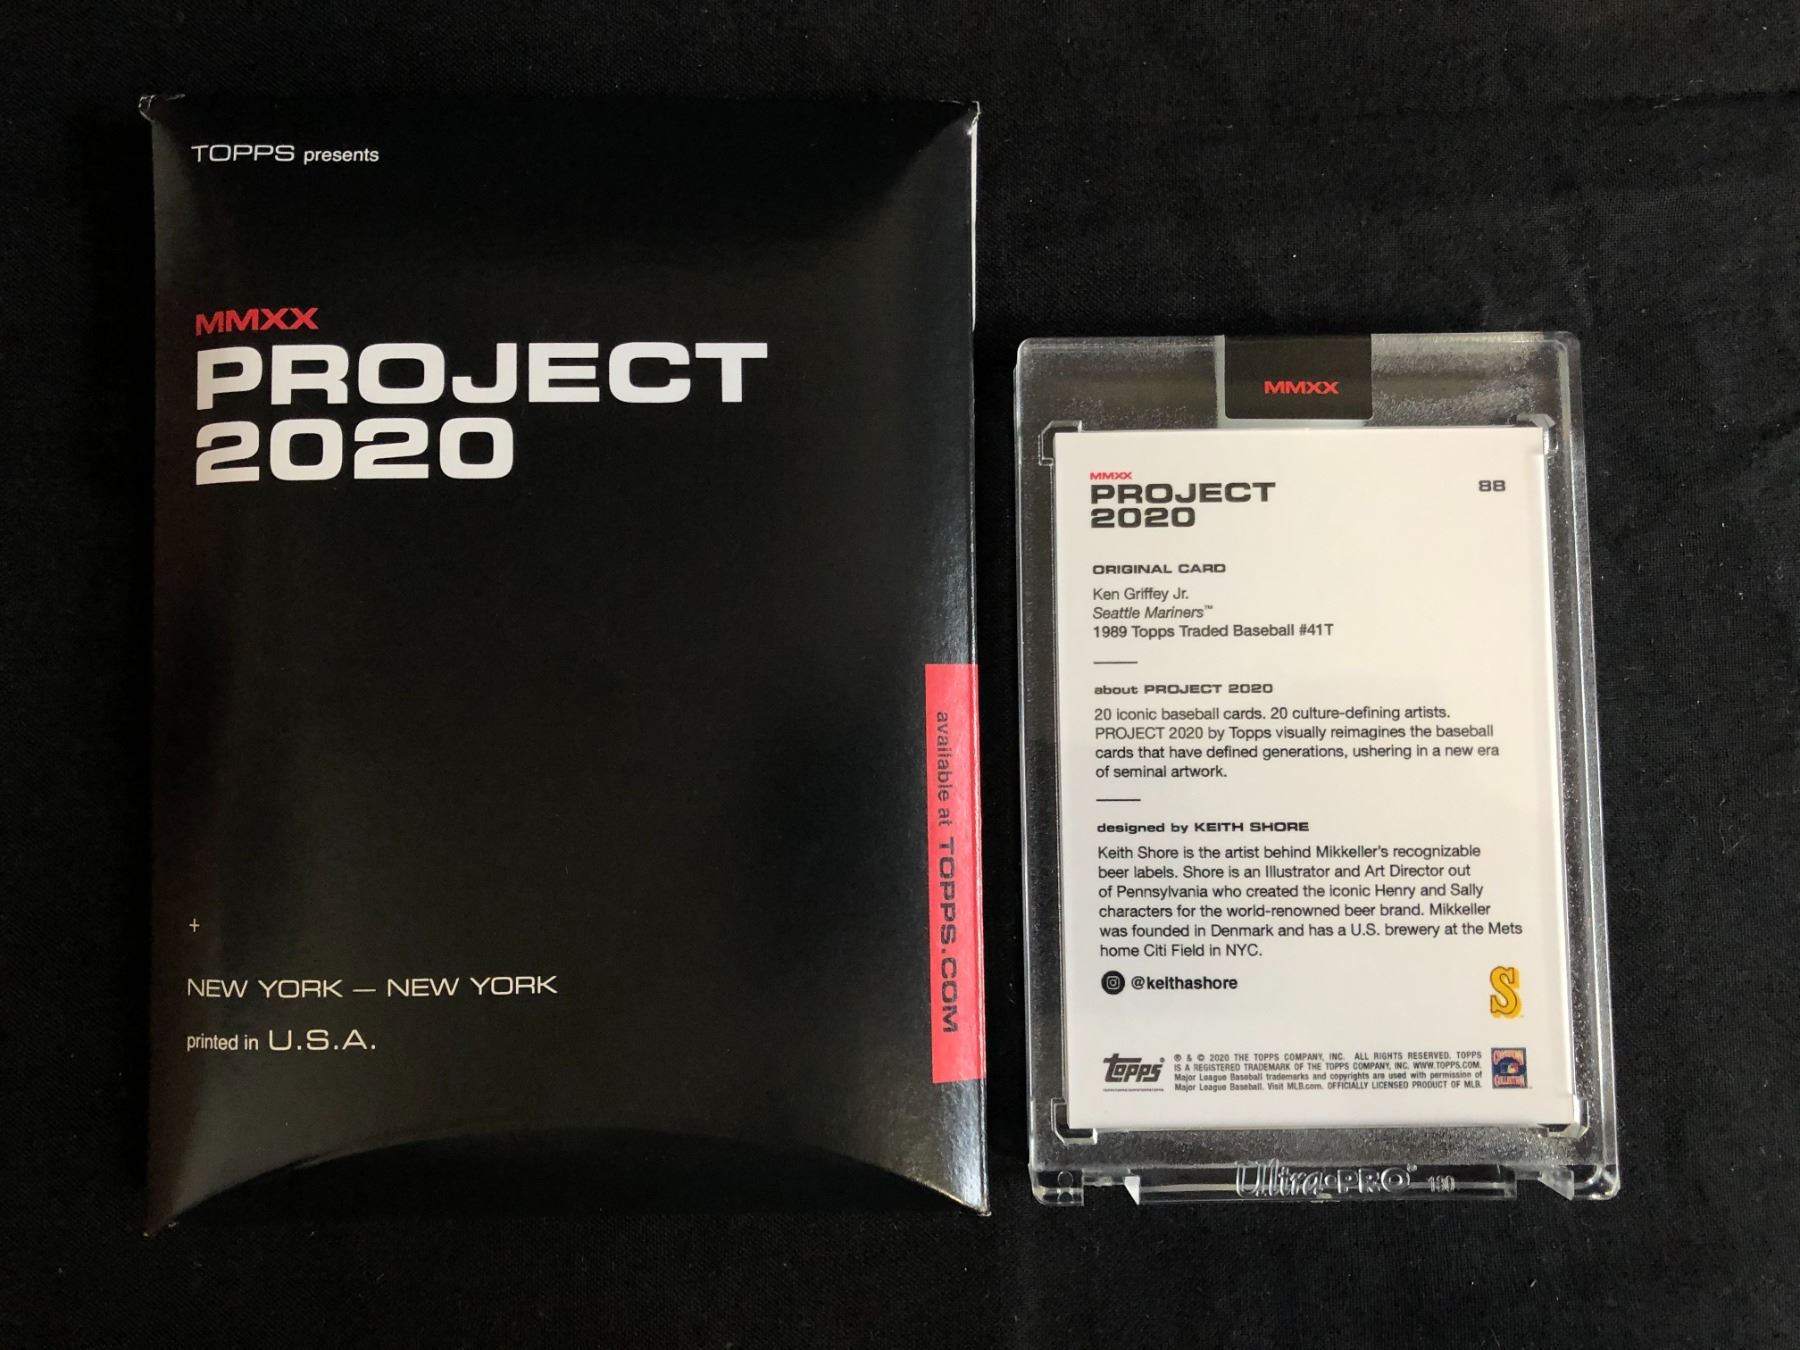 TOPPS presents
MMXX
PROJECT
2020
available at TOPPS.COM
+
NEW YORK — NEW YORK
printed in U.S.A.
MMXX
MMXX
PROJECT
2020
88
ORIGINAL CARD
Ken Griffey Jr.
Seattle Mariners™
1989 Topps Traded Baseball #41T
about PROJECT 2020
20 iconic baseball cards. 20 culture-defining artists.
PROJECT 2020 by Topps visually reimagines the baseball
cards that have defined generations, ushering in a new era
of seminal artwork.
designed by KEITH SHORE
Keith Shore is the artist behind Mikkeller's recognizable
beer labels. Shore is an Illustrator and Art Director out
of Pennsylvania who created the iconic Henry and Sally
characters for the world-renowned beer brand. Mikkeller
was founded in Denmark and has a U.S. brewery at the Mets
home Citi Field in NYC.
@keithashore
S
topps®
® & © 2020 THE TOPPS COMPANY, INC. ALL RIGHTS RESERVED. TOPPS
IS A REGISTERED TRADEMARK OF THE TOPPS COMPANY, INC. WWW.TOPPS.COM.
Major League Baseball trademarks and copyrights are used with permission of
Major League Baseball. Visit MLB.com. OFFICIALLY LICENSED PRODUCT OF MLB.
COOPERSTOWN
COLLECTION
Ultra•PRO® 180